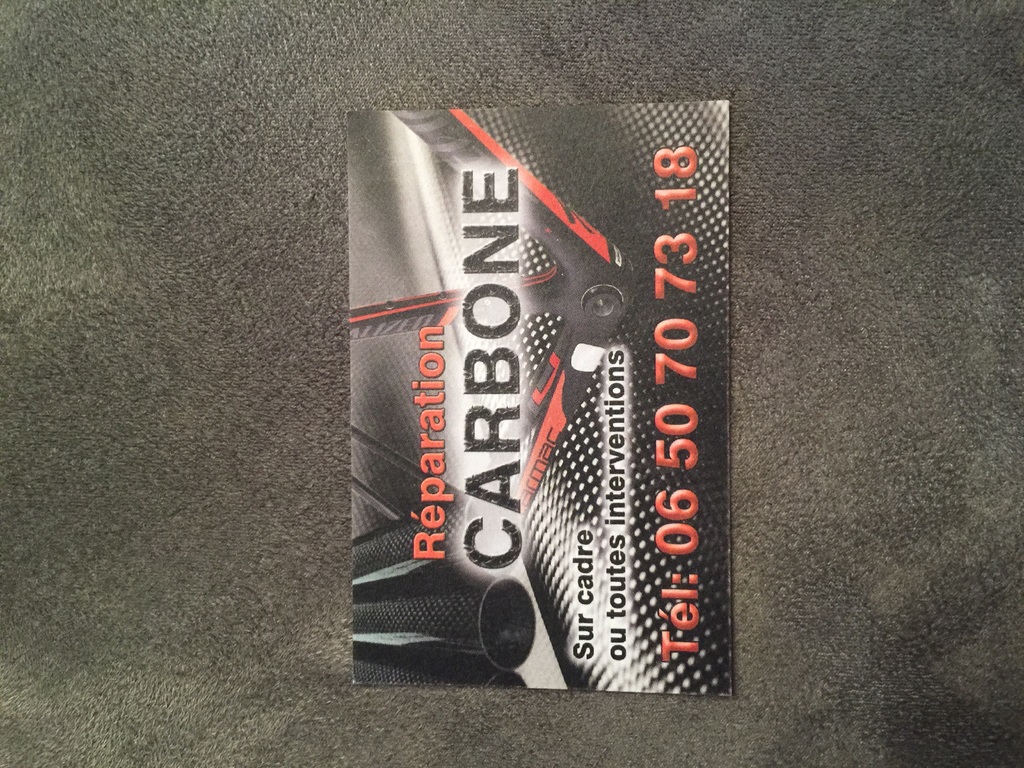 Réparation
CARBONE
Sur cadre
ou toutes interventions
Tél: 06 50 70 73 18